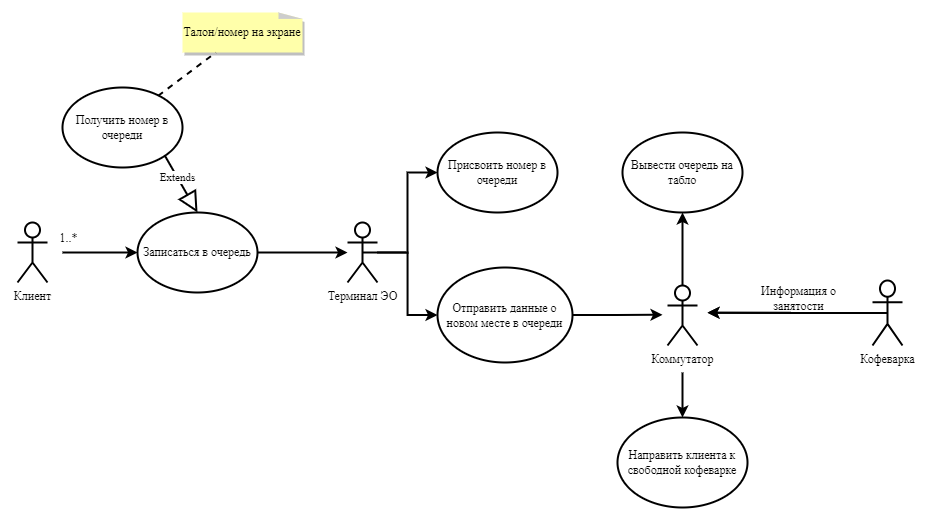 Талон/номер на экране
Получить номер в
очереди
Extends
Присвоить номер в
очереди
Вывести очередь на
табло
1..*
Записаться в очередь
Клиент
Терминал ЭО
Отправить данные о
новом месте в очереди
Информация о
занятости
Коммутатор
Кофеварка
Направить клиента к
свободной кофеварке